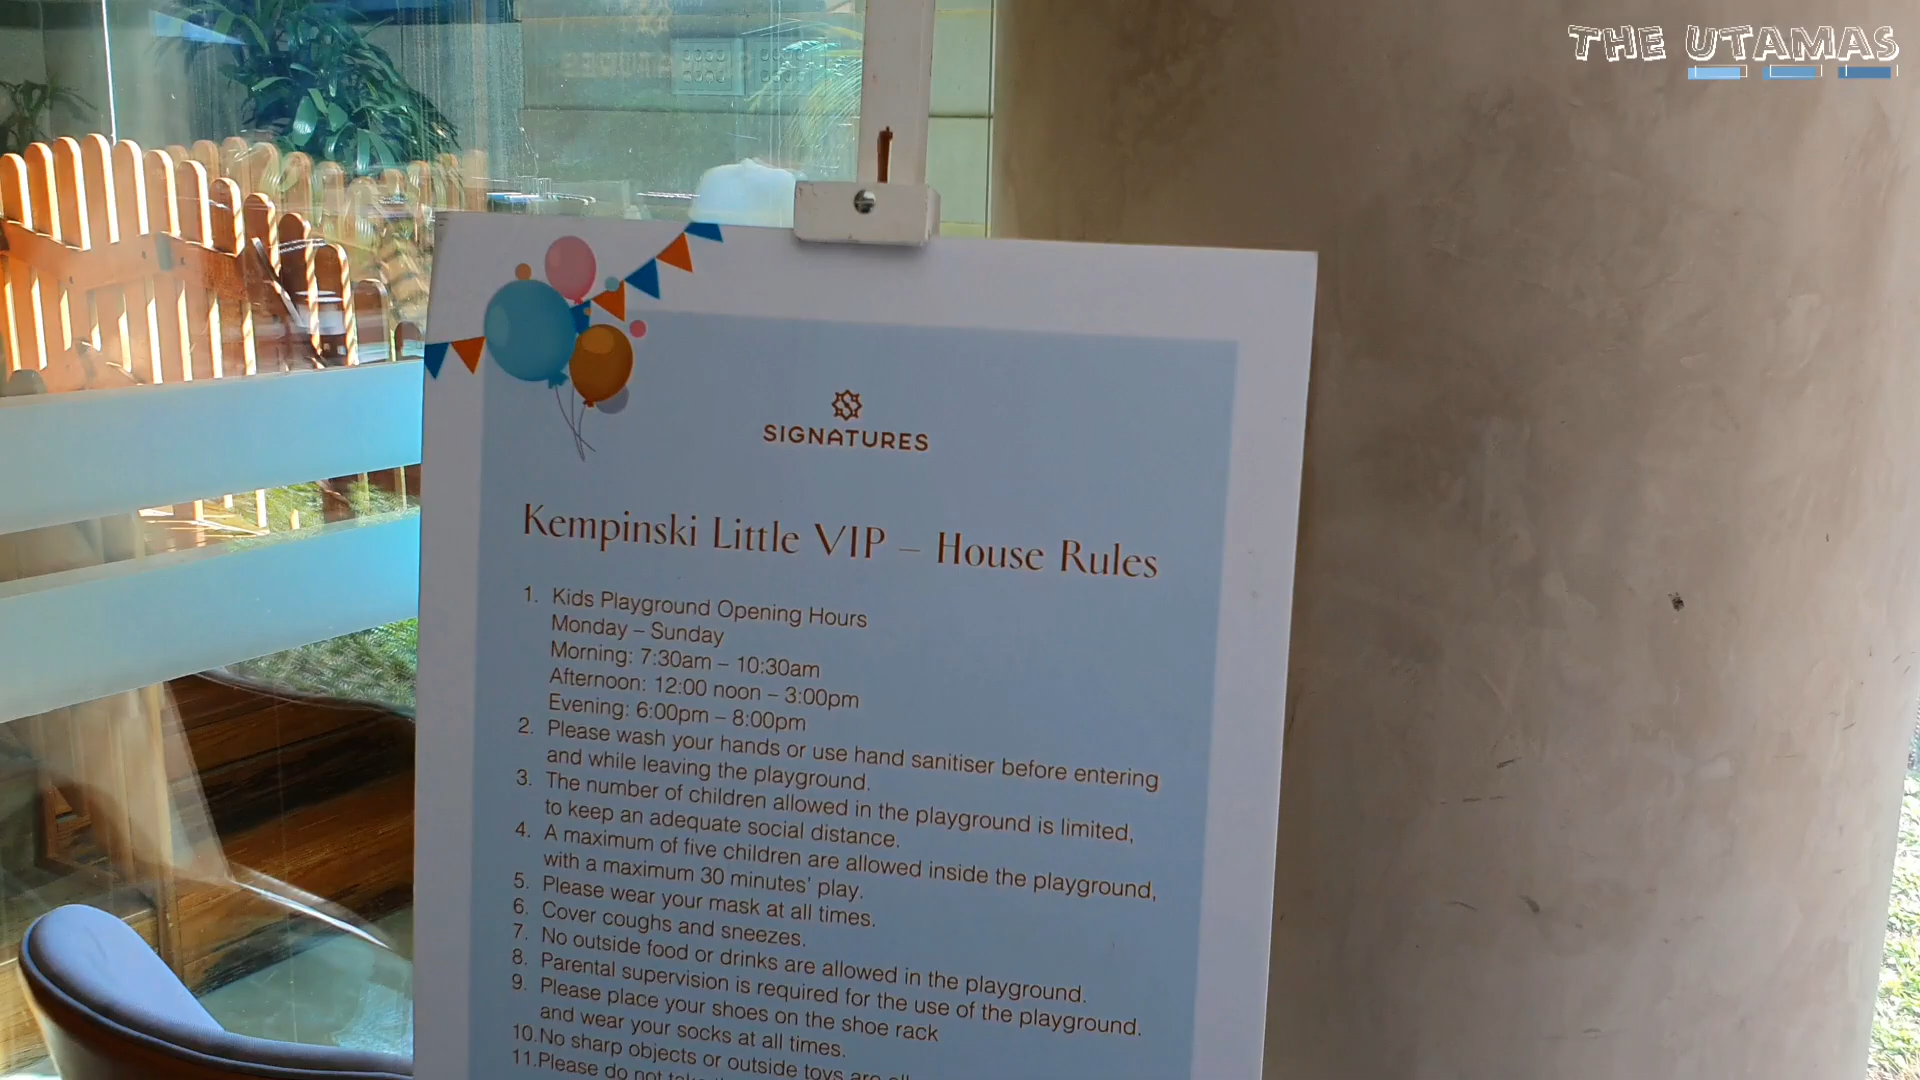 THE UTAMAS
SIGNATURES
Kempinski Little VIP – House Rules
1. Kids Playground Opening Hours
Monday – Sunday
Morning: 7:30am – 10:30am
Afternoon: 12:00 noon – 3:00pm
Evening: 6:00pm – 8:00pm
2. Please wash your hands or use hand sanitiser before entering
and while leaving the playground.
3. The number of children allowed in the playground is limited,
to keep an adequate social distance.
4. A maximum of five children are allowed inside the playground,
with a maximum 30 minutes' play.
5. Please wear your mask at all times.
6. Cover coughs and sneezes.
7. No outside food or drinks are allowed in the playground.
8. Parental supervision is required for the use of the playground.
9. Please place your shoes on the shoe rack
and wear your socks at all times.
10.No sharp objects or outside toys are
11.Please do not